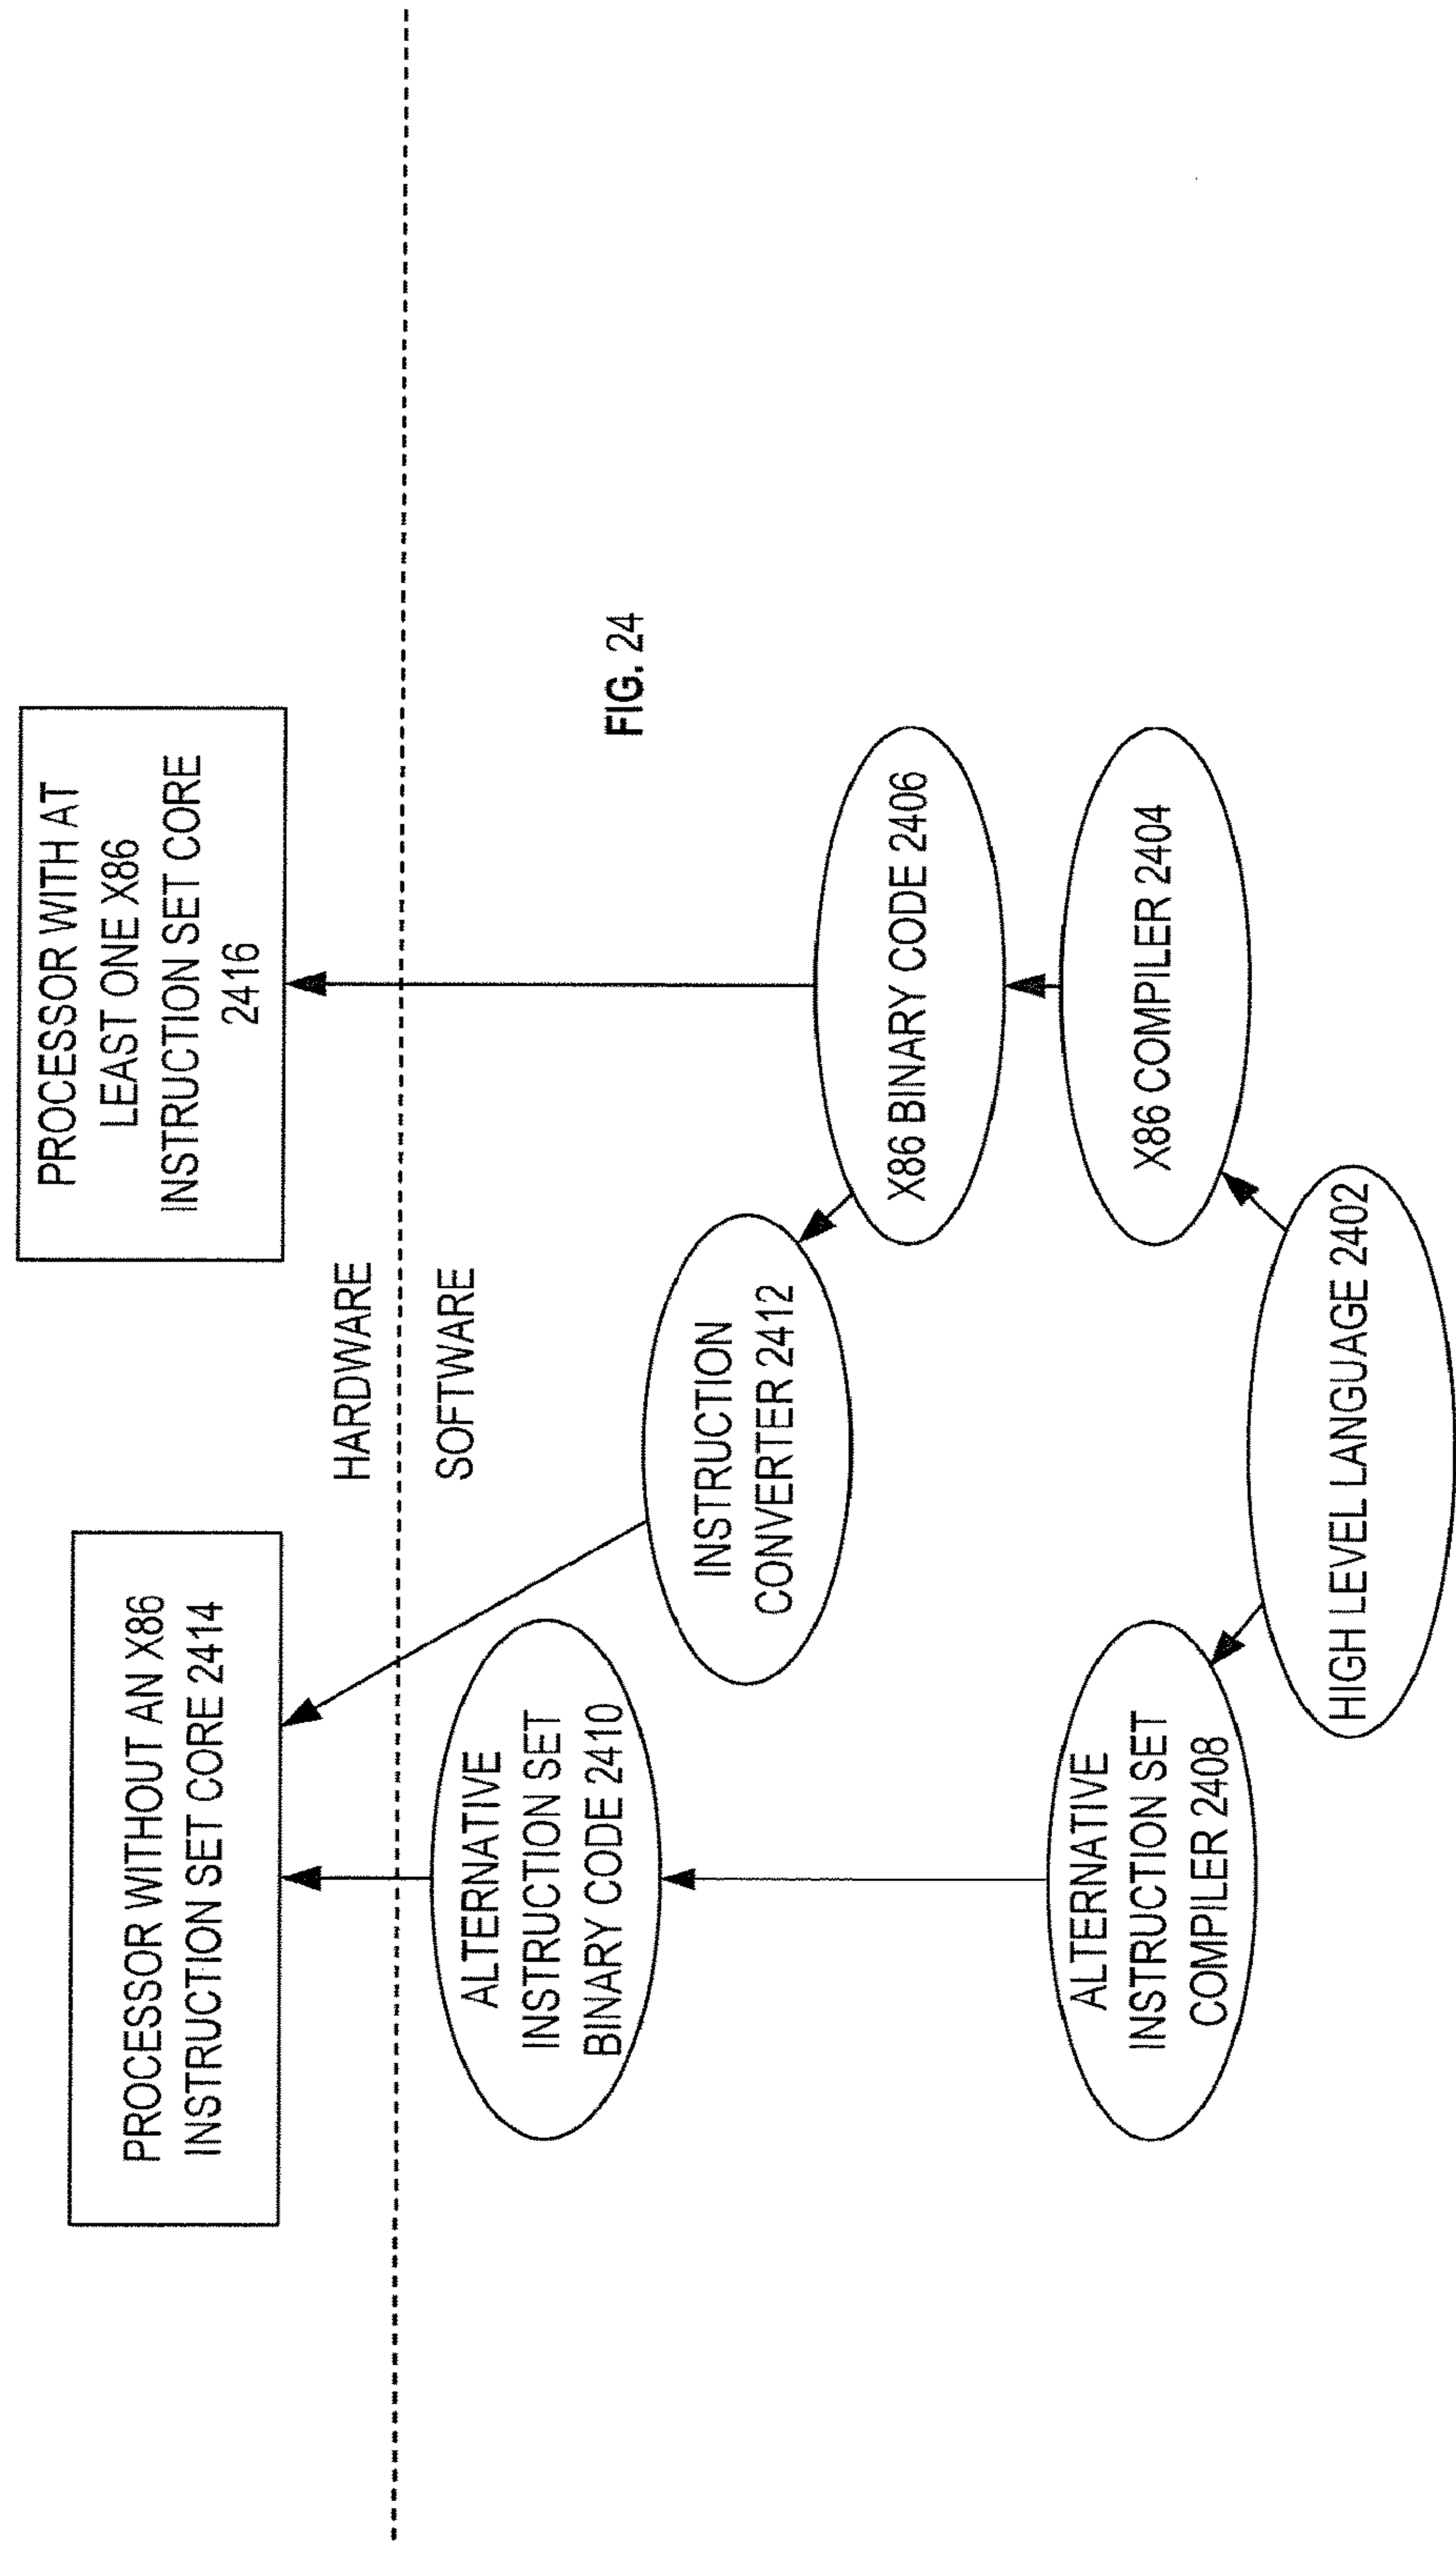 PROCESSOR WITHOUT AN X86
INSTRUCTION SET CORE 2414
PROCESSOR WITH AT
LEAST ONE X86
INSTRUCTION SET CORE
2416
HARDWARE
SOFTWARE
ALTERNATIVE
INSTRUCTION SET
BINARY CODE 2410
INSTRUCTION
CONVERTER 2412
FIG. 24
X86 BINARY CODE 2406
ALTERNATIVE
INSTRUCTION SET
COMPILER 2408
X86 COMPILER 2404
HIGH LEVEL LANGUAGE 2402